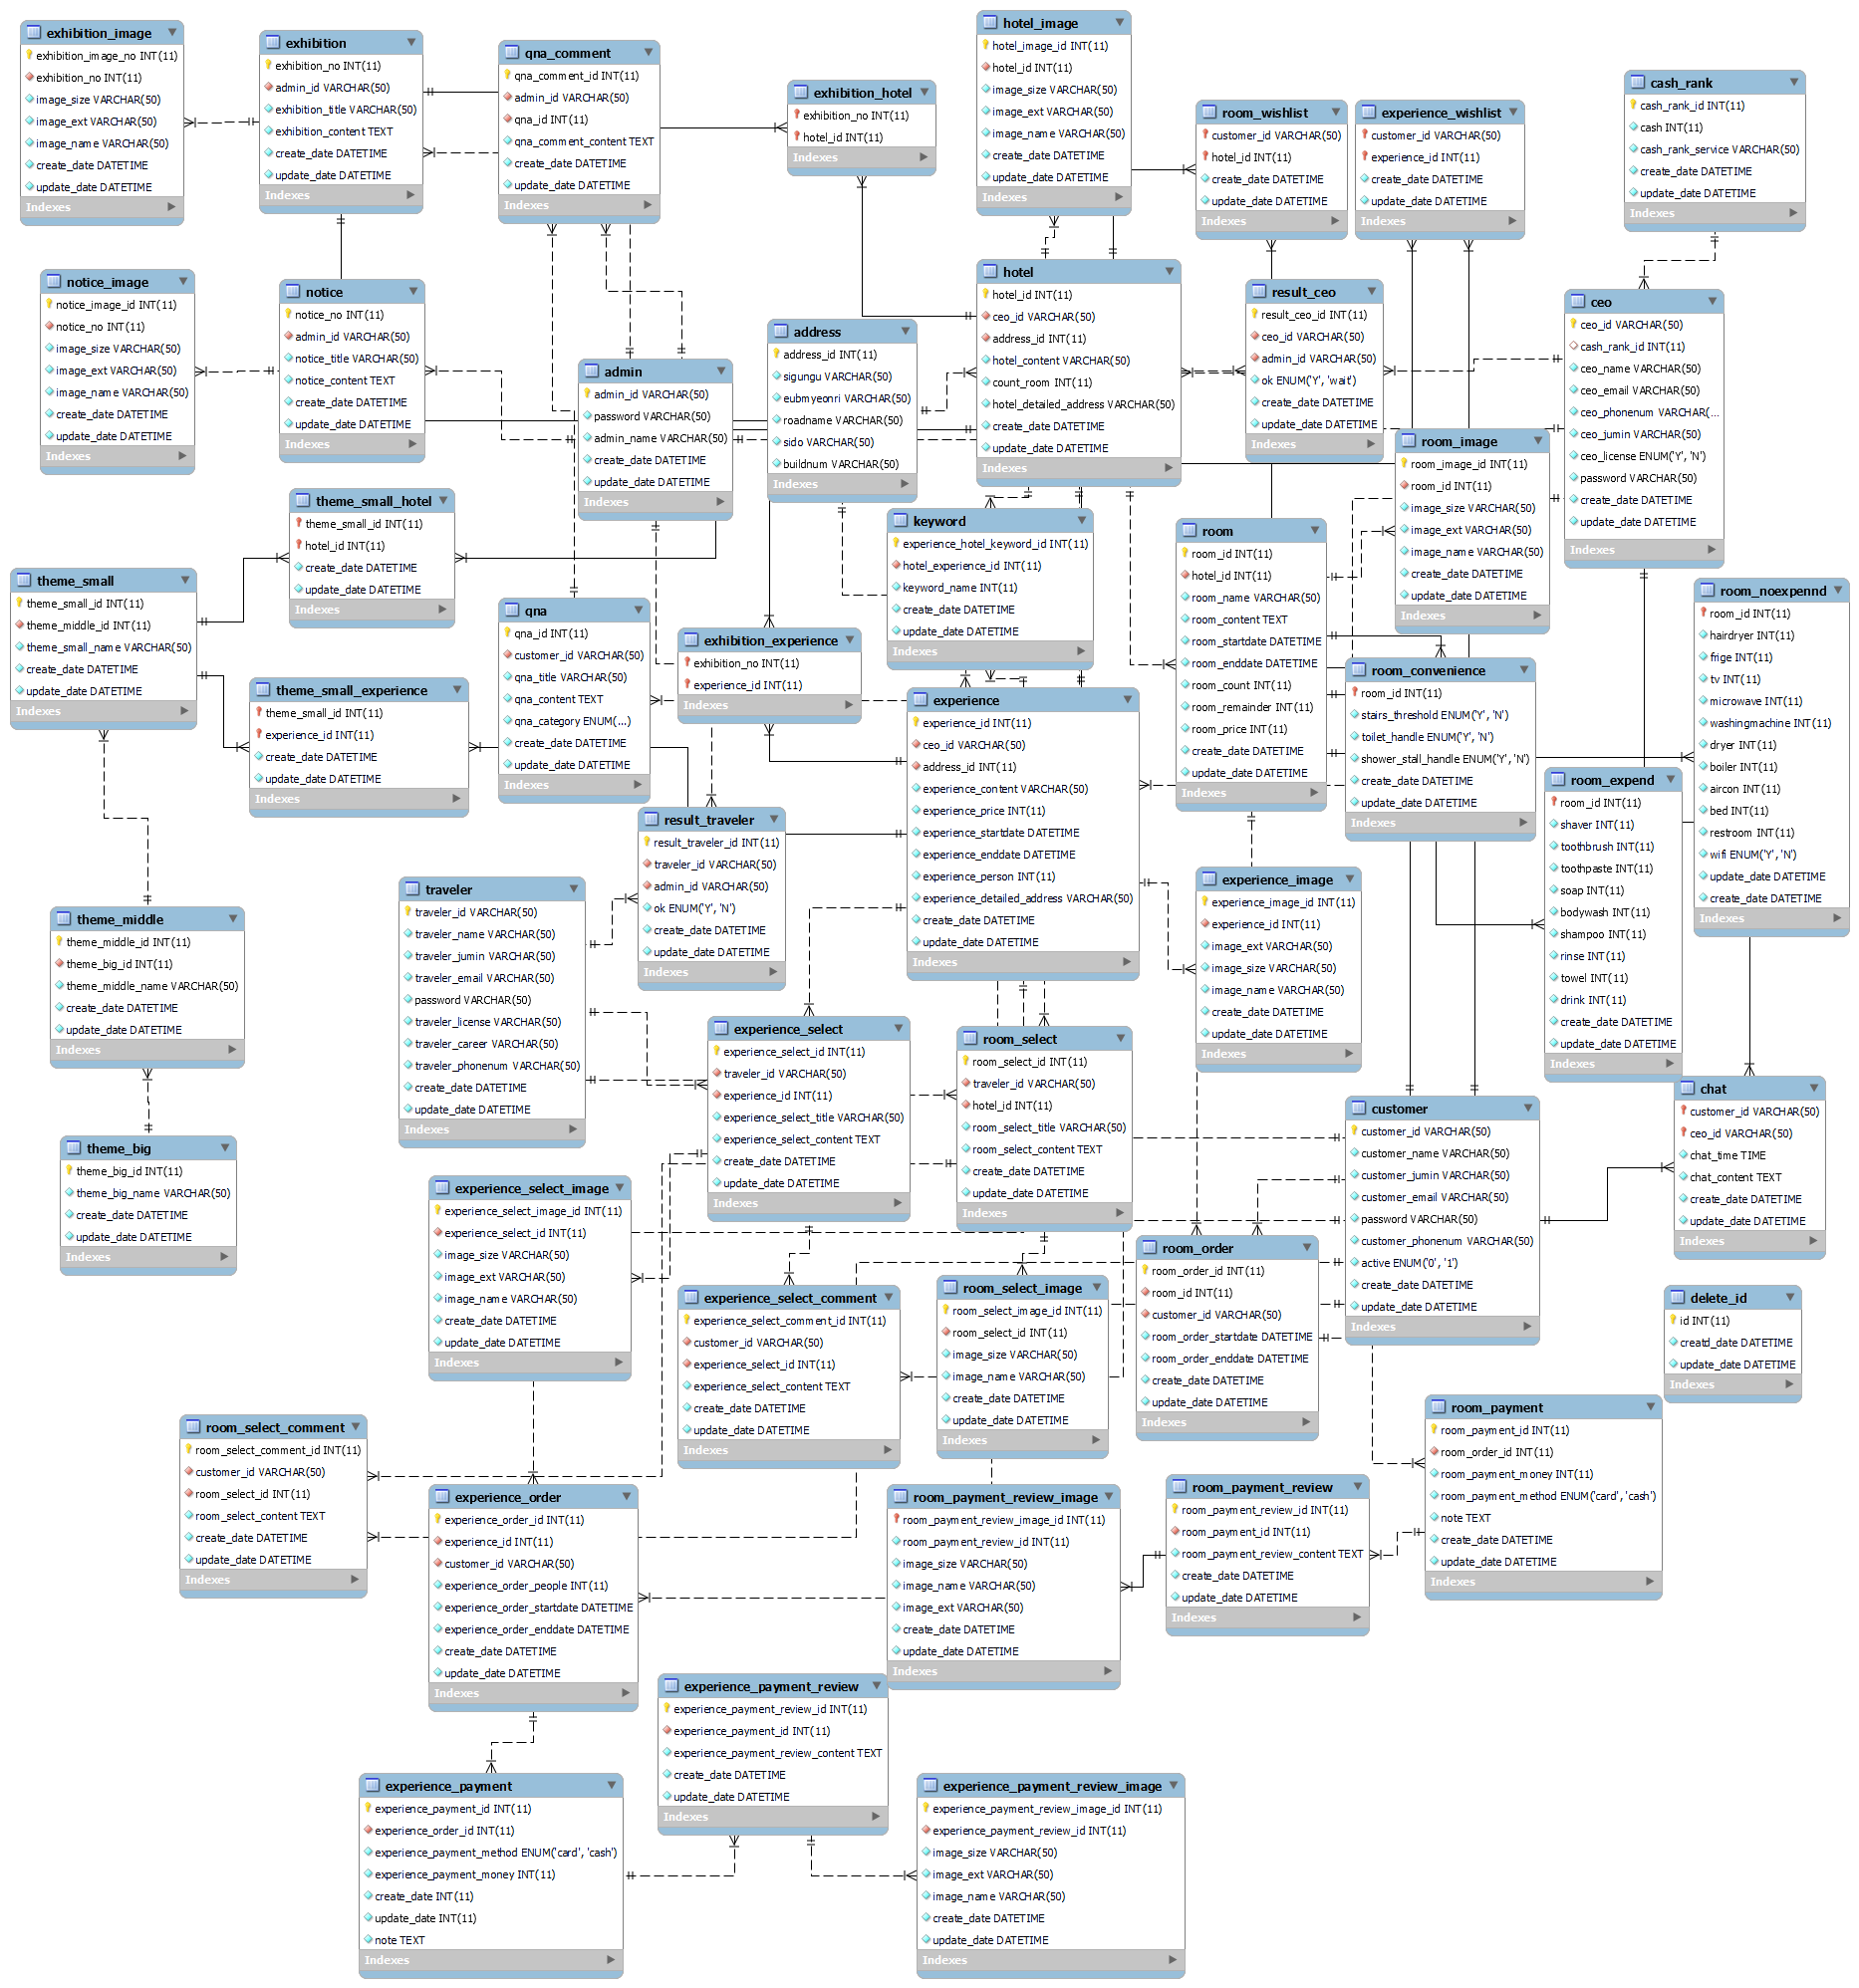 exhibition_image
exhibition_image_no INT(11)
exhibition_no INT(11)
image_size VARCHAR(50)
image_ext VARCHAR(50)
image_name VARCHAR(50)
create_date DATETIME
update_date DATETIME
Indexes
exhibition
exhibition_no INT(11)
admin_id VARCHAR(50)
exhibition_title VARCHAR(50)
exhibition_content TEXT
create_date DATETIME
update_date DATETIME
Indexes
qna_comment
qna_comment_id INT(11)
admin_id VARCHAR(50)
qna_id INT(11)
qna_comment_content TEXT
create_date DATETIME
update_date DATETIME
Indexes
exhibition_hotel
exhibition_no INT(11)
hotel_id INT(11)
Indexes
hotel_image
hotel_image_id INT(11)
hotel_id INT(11)
image_size VARCHAR(50)
image_ext VARCHAR(50)
image_name VARCHAR(50)
create_date DATETIME
update_date DATETIME
Indexes
room_wishlist
customer_id VARCHAR(50)
hotel_id INT(11)
create_date DATETIME
update_date DATETIME
Indexes
experience_wishlist
customer_id VARCHAR(50)
experience_id INT(11)
create_date DATETIME
update_date DATETIME
Indexes
cash_rank
cash_rank_id INT(11)
cash INT(11)
cash_rank_service VARCHAR(50)
create_date DATETIME
update_date DATETIME
Indexes
notice_image
notice_image_id INT(11)
notice_no INT(11)
image_size VARCHAR(50)
image_ext VARCHAR(50)
image_name VARCHAR(50)
create_date DATETIME
update_date DATETIME
Indexes
notice
notice_no INT(11)
admin_id VARCHAR(50)
notice_title VARCHAR(50)
notice_content TEXT
create_date DATETIME
update_date DATETIME
Indexes
admin
admin_id VARCHAR(50)
password VARCHAR(50)
admin_name VARCHAR(50)
create_date DATETIME
update_date DATETIME
Indexes
address
address_id INT(11)
sigungu VARCHAR(50)
eubmyeonri VARCHAR(50)
roadname VARCHAR(50)
sido VARCHAR(50)
buildnum VARCHAR(50)
Indexes
hotel
hotel_id INT(11)
ceo_id VARCHAR(50)
address_id INT(11)
hotel_content VARCHAR(50)
count_room INT(11)
hotel_detailed_address VARCHAR(50)
create_date DATETIME
update_date DATETIME
Indexes
result_ceo
result_ceo_id INT(11)
ceo_id VARCHAR(50)
admin_id VARCHAR(50)
ok ENUM('Y', 'wait')
create_date DATETIME
update_date DATETIME
Indexes
ceo
ceo_id VARCHAR(50)
cash_rank_id INT(11)
ceo_name VARCHAR(50)
ceo_email VARCHAR(50)
ceo_phonenum VARCHAR(...
ceo_jumin VARCHAR(50)
ceo_license ENUM('Y', 'N')
password VARCHAR(50)
create_date DATETIME
update_date DATETIME
Indexes
room_image
room_image_id INT(11)
room_id INT(11)
image_size VARCHAR(50)
image_ext VARCHAR(50)
image_name VARCHAR(50)
create_date DATETIME
update_date DATETIME
Indexes
theme_small_hotel
theme_small_id INT(11)
hotel_id INT(11)
create_date DATETIME
update_date DATETIME
Indexes
keyword
experience_hotel_keyword_id INT(11)
hotel_experience_id INT(11)
keyword_name INT(11)
create_date DATETIME
update_date DATETIME
Indexes
room
room_id INT(11)
hotel_id INT(11)
room_name VARCHAR(50)
room_content TEXT
room_startdate DATETIME
room_enddate DATETIME
room_count INT(11)
room_remainder INT(11)
room_price INT(11)
create_date DATETIME
update_date DATETIME
Indexes
theme_small
theme_small_id INT(11)
theme_middle_id INT(11)
theme_small_name VARCHAR(50)
create_date DATETIME
update_date DATETIME
Indexes
room_noexpennd
room_id INT(11)
hairdryer INT(11)
frige INT(11)
tv INT(11)
microwave INT(11)
washingmachine INT(11)
dryer INT(11)
boiler INT(11)
aircon INT(11)
bed INT(11)
restroom INT(11)
wifi ENUM('Y', 'N')
update_date DATETIME
create_date DATETIME
Indexes
qna
qna_id INT(11)
customer_id VARCHAR(50)
qna_title VARCHAR(50)
qna_content TEXT
qna_category ENUM(...)
create_date DATETIME
update_date DATETIME
Indexes
exhibition_experience
exhibition_no INT(11)
experience_id INT(11)
Indexes
room_convenience
room_id INT(11)
stairs_threshold ENUM('Y', 'N')
toilet_handle ENUM('Y', 'N')
shower_stall_handle ENUM('Y', 'N')
create_date DATETIME
update_date DATETIME
Indexes
theme_small_experience
theme_small_id INT(11)
experience_id INT(11)
create_date DATETIME
update_date DATETIME
Indexes
experience
experience_id INT(11)
ceo_id VARCHAR(50)
address_id INT(11)
experience_content VARCHAR(50)
experience_price INT(11)
experience_startdate DATETIME
experience_enddate DATETIME
experience_person INT(11)
experience_detailed_address VARCHAR(50)
create_date DATETIME
update_date DATETIME
Indexes
room_expend
room_id INT(11)
shaver INT(11)
toothbrush INT(11)
toothpaste INT(11)
soap INT(11)
bodywash INT(11)
shampoo INT(11)
rinse INT(11)
towel INT(11)
drink INT(11)
create_date DATETIME
update_date DATETIME
Indexes
result_traveler
result_traveler_id INT(11)
traveler_id VARCHAR(50)
admin_id VARCHAR(50)
ok ENUM('Y', 'N')
create_date DATETIME
update_date DATETIME
Indexes
traveler
traveler_id VARCHAR(50)
traveler_name VARCHAR(50)
traveler_jumin VARCHAR(50)
traveler_email VARCHAR(50)
password VARCHAR(50)
traveler_license VARCHAR(50)
traveler_career VARCHAR(50)
traveler_phonenum VARCHAR(50)
create_date DATETIME
update_date DATETIME
Indexes
experience_image
experience_image_id INT(11)
experience_id INT(11)
image_ext VARCHAR(50)
image_size VARCHAR(50)
image_name VARCHAR(50)
create_date DATETIME
update_date DATETIME
Indexes
theme_middle
theme_middle_id INT(11)
theme_big_id INT(11)
theme_middle_name VARCHAR(50)
create_date DATETIME
update_date DATETIME
Indexes
experience_select
experience_select_id INT(11)
traveler_id VARCHAR(50)
experience_id INT(11)
experience_select_title VARCHAR(50)
experience_select_content TEXT
create_date DATETIME
update_date DATETIME
Indexes
room_select
room_select_id INT(11)
traveler_id VARCHAR(50)
hotel_id INT(11)
room_select_title VARCHAR(50)
room_select_content TEXT
create_date DATETIME
update_date DATETIME
Indexes
customer
customer_id VARCHAR(50)
customer_name VARCHAR(50)
customer_jumin VARCHAR(50)
customer_email VARCHAR(50)
password VARCHAR(50)
customer_phonenum VARCHAR(50)
active ENUM('0', '1')
create_date DATETIME
update_date DATETIME
Indexes
chat
customer_id VARCHAR(50)
ceo_id VARCHAR(50)
chat_time TIME
chat_content TEXT
create_date DATETIME
update_date DATETIME
Indexes
theme_big
theme_big_id INT(11)
theme_big_name VARCHAR(50)
create_date DATETIME
update_date DATETIME
Indexes
experience_select_image
experience_select_image_id INT(11)
experience_select_id INT(11)
image_size VARCHAR(50)
image_ext VARCHAR(50)
image_name VARCHAR(50)
create_date DATETIME
update_date DATETIME
Indexes
room_order
room_order_id INT(11)
room_id INT(11)
customer_id VARCHAR(50)
room_order_startdate DATETIME
room_order_enddate DATETIME
create_date DATETIME
update_date DATETIME
Indexes
experience_select_comment
experience_select_comment_id INT(11)
customer_id VARCHAR(50)
experience_select_id INT(11)
experience_select_content TEXT
create_date DATETIME
update_date DATETIME
Indexes
room_select_image
room_select_image_id INT(11)
room_select_id INT(11)
image_size VARCHAR(50)
image_name VARCHAR(50)
create_date DATETIME
update_date DATETIME
Indexes
delete_id
id INT(11)
creatd_date DATETIME
update_date DATETIME
Indexes
room_select_comment
room_select_comment_id INT(11)
customer_id VARCHAR(50)
room_select_id INT(11)
room_select_content TEXT
create_date DATETIME
update_date DATETIME
Indexes
room_payment
room_payment_id INT(11)
room_order_id INT(11)
room_payment_money INT(11)
room_payment_method ENUM('card', 'cash')
note TEXT
create_date DATETIME
update_date DATETIME
Indexes
experience_order
experience_order_id INT(11)
experience_id INT(11)
customer_id VARCHAR(50)
experience_order_people INT(11)
experience_order_startdate DATETIME
experience_order_enddate DATETIME
create_date DATETIME
update_date DATETIME
Indexes
room_payment_review_image
room_payment_review_image_id INT(11)
room_payment_review_id INT(11)
image_size VARCHAR(50)
image_name VARCHAR(50)
image_ext VARCHAR(50)
create_date DATETIME
update_date DATETIME
Indexes
room_payment_review
room_payment_review_id INT(11)
room_payment_id INT(11)
room_payment_review_content TEXT
create_date DATETIME
update_date DATETIME
Indexes
experience_payment_review
experience_payment_review_id INT(11)
experience_payment_id INT(11)
experience_payment_review_content TEXT
create_date DATETIME
update_date DATETIME
Indexes
experience_payment
experience_payment_id INT(11)
experience_order_id INT(11)
experience_payment_method ENUM('card', 'cash')
experience_payment_money INT(11)
create_date INT(11)
update_date INT(11)
note TEXT
Indexes
experience_payment_review_image
experience_payment_review_image_id INT(11)
experience_payment_review_id INT(11)
image_size VARCHAR(50)
image_ext VARCHAR(50)
image_name VARCHAR(50)
create_date DATETIME
update_date DATETIME
Indexes